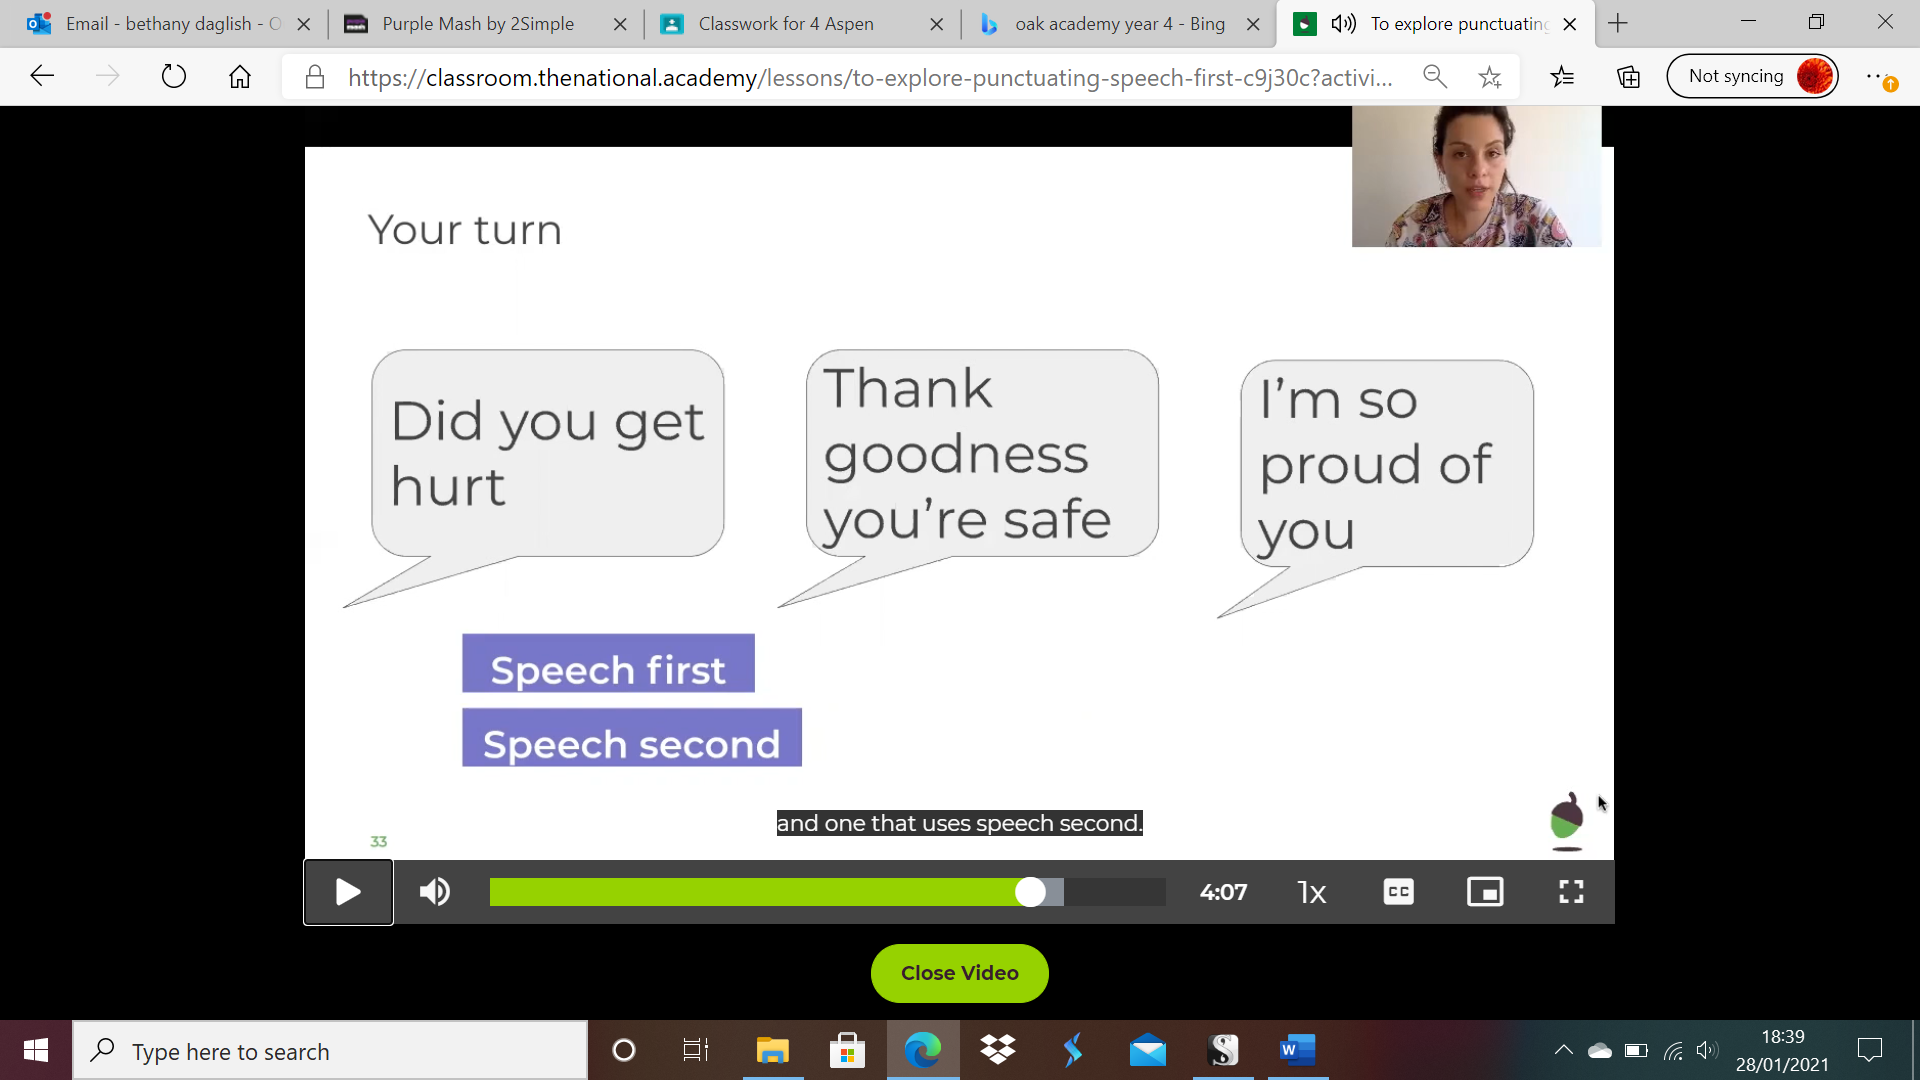 Email - bethany daglish - O
Purple Mash by 2Simple
Classwork for 4 Aspen
oak academy year 4 - Bing
To explore punctuating
https://classroom.thenational.academy/lessons/to-explore-punctuating-speech-first-c9j30c?activi...
Not syncing
Your turn
Did you get
hurt
Thank
goodness
you're safe
I'm so
proud of
you
Speech first
Speech second
and one that uses speech second.
33
4:07
1x
CC
Close Video
Type here to search
W
18:39
28/01/2021